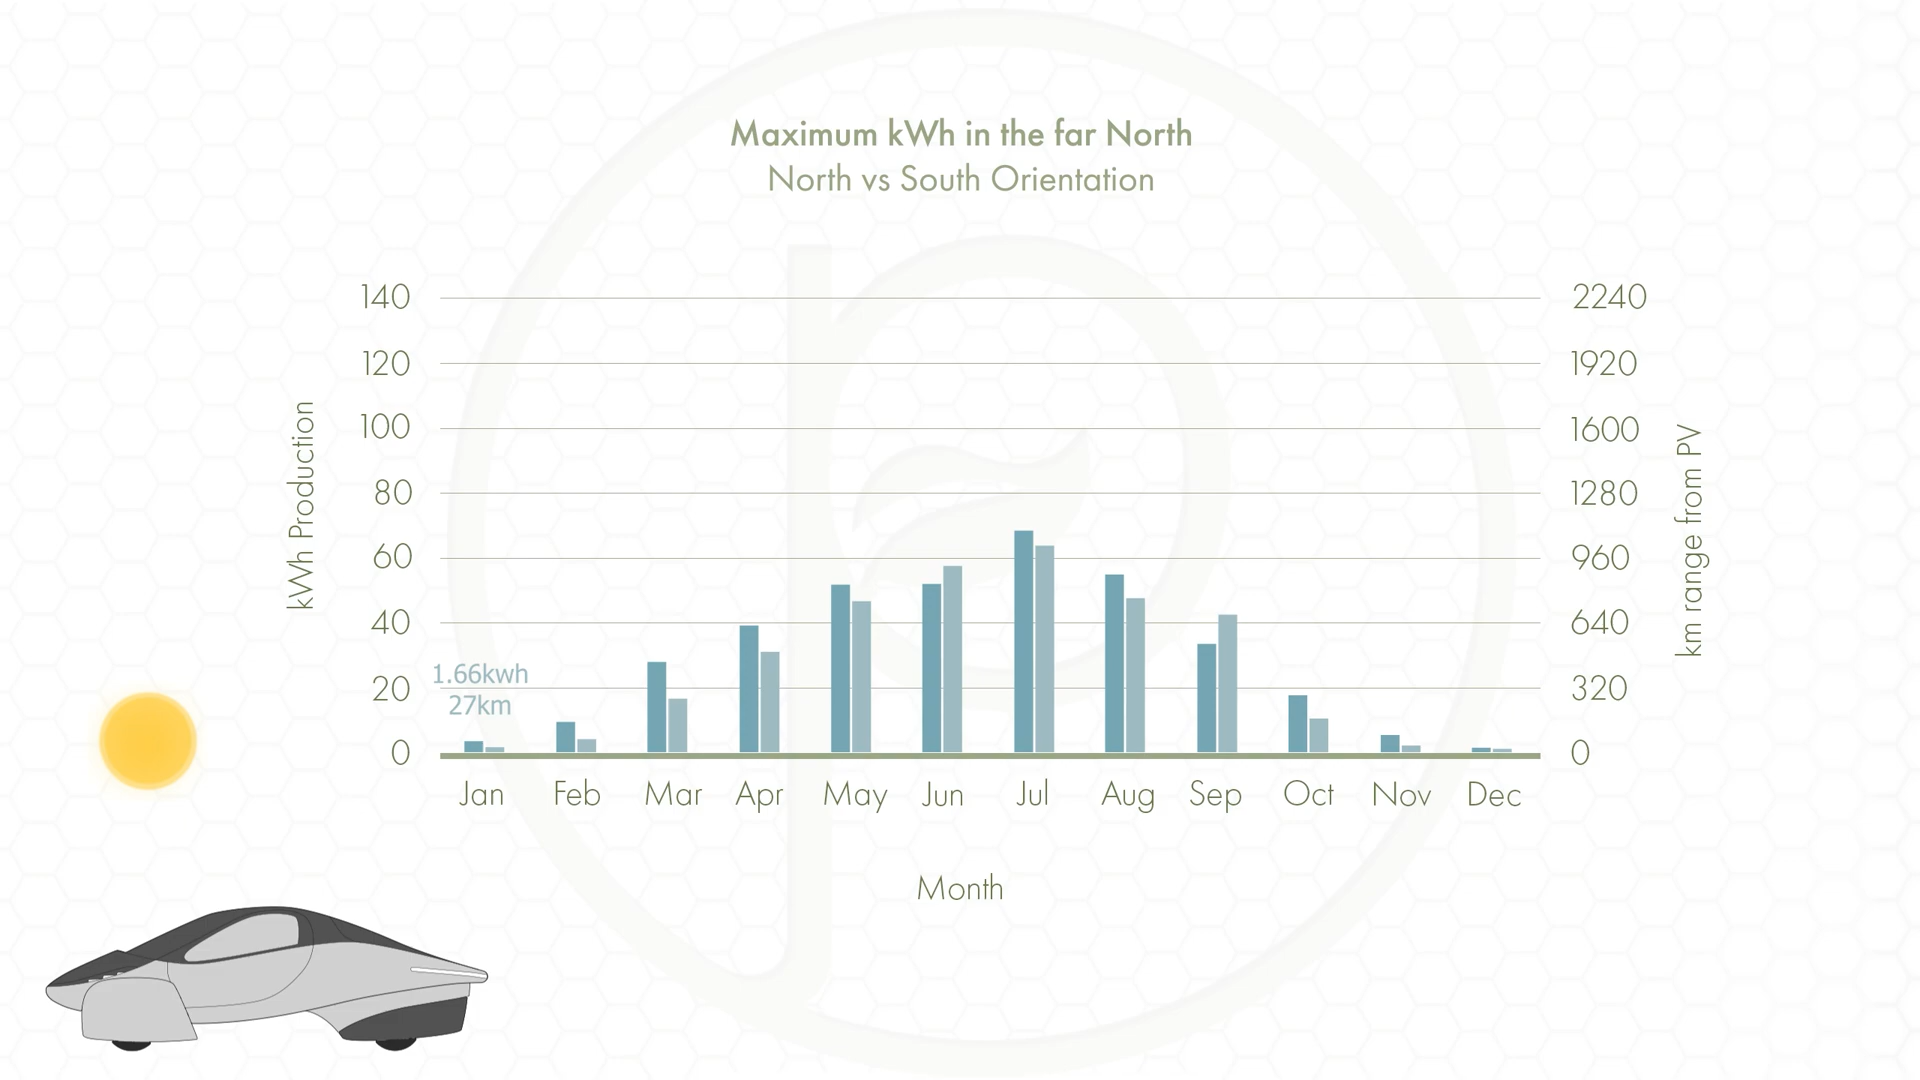 Maximum kWh in the far North
North vs South Orientation
kWh Production
140
120
100
80
60
40
20
0
1.66kwh
27km
2240
1920
1600
1280
960
640
320
0
km range from PV
Jan Feb Mar Apr May Jun Jul Aug Sep Oct Nov Dec
Month